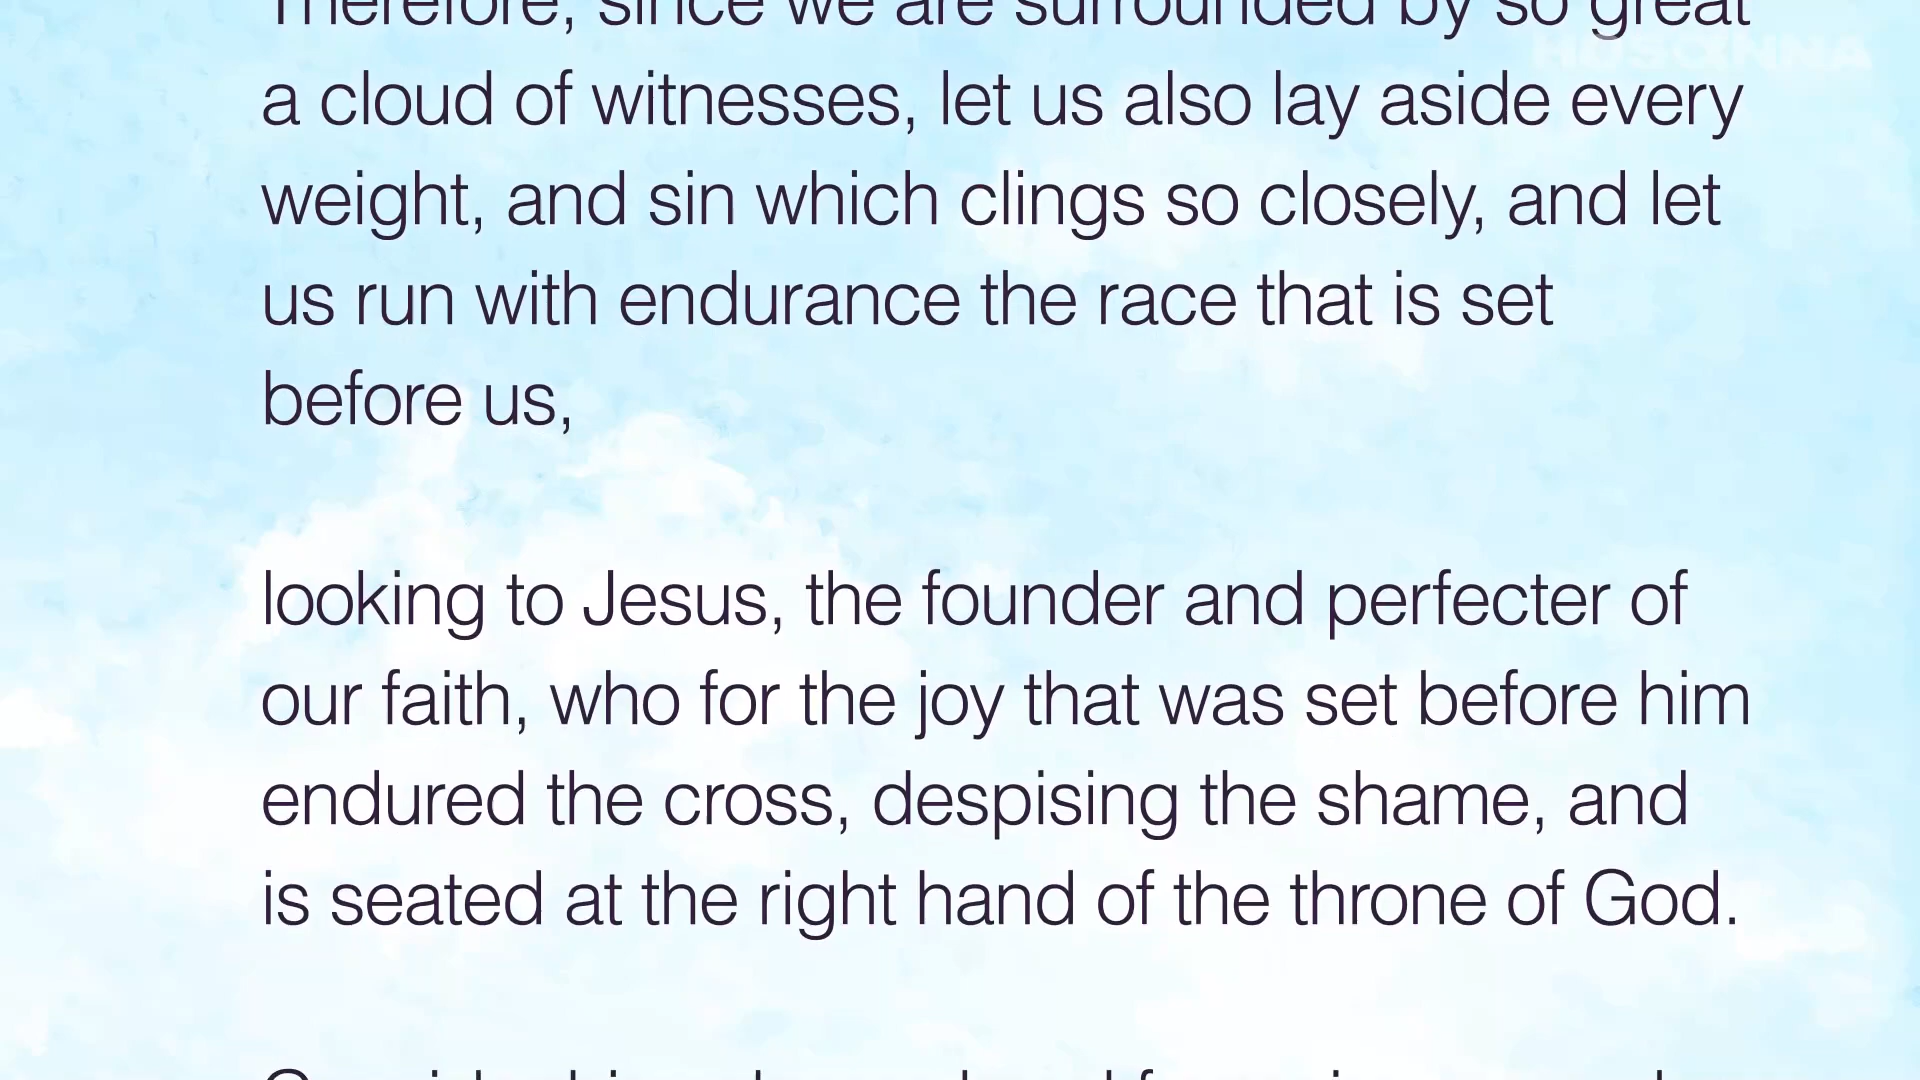 Therefore, since we are surrounded by so great
HOSANNA
a cloud of witnesses, let us also lay aside every
weight, and sin which clings so closely, and let
us run with endurance the race that is set
before us,
looking to Jesus, the founder and perfecter of
our faith, who for the joy that was set before him
endured the cross, despising the shame, and
is seated at the right hand of the throne of God.